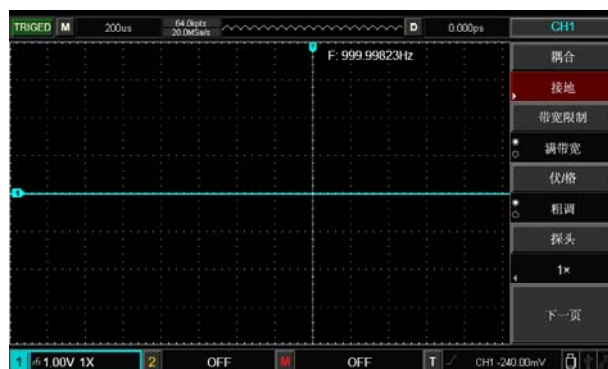 TRIGED M 200us 64.0kpts D 0.000ps CH1
20.0MSa/s
F: 999.99823Hz
耦合
接地
带宽限制
满带宽
伏/格
粗调
探头
1×
下一页
1
1 1.00V 1X 2 OFF M OFF T CH1 -240.00mV